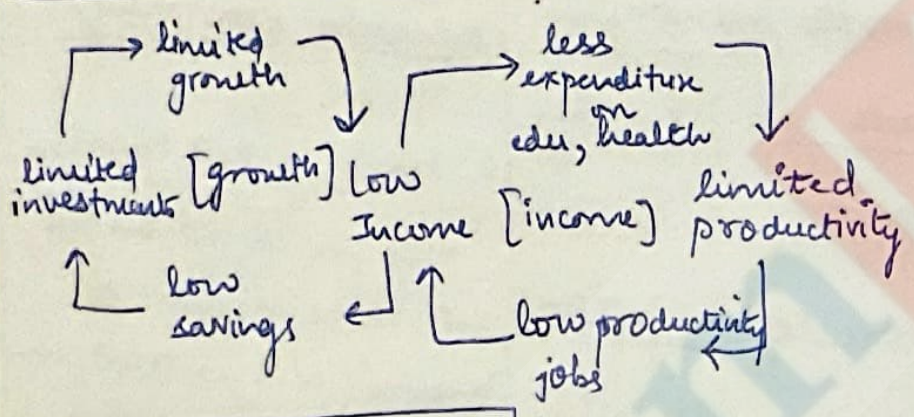 limited
growth
less
expenditure
on
edu, health
limited
investments
[growth]
Low
Income
[income]
limited
productivity
low
savings
low productivity
jobs